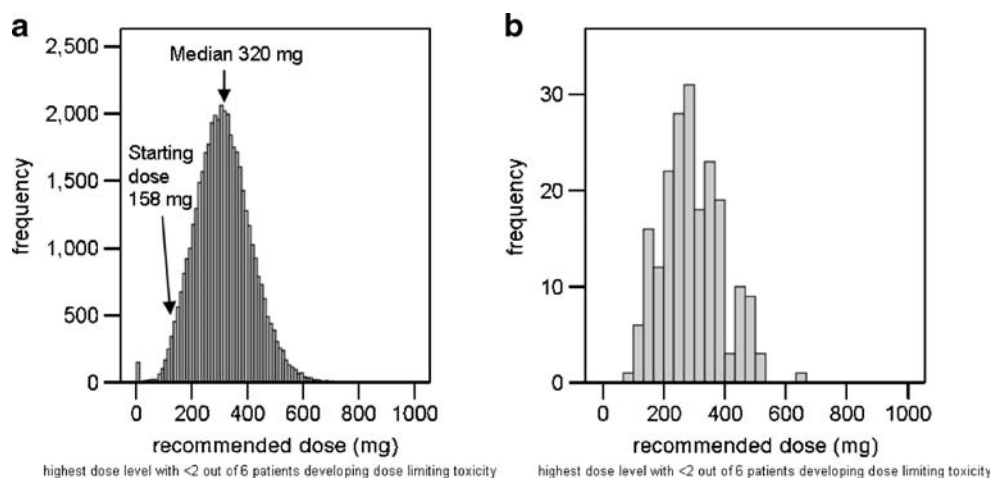 a
2,500
2,000
1,500
1,000
500
0
frequency
Median 320 mg
Starting
dose
158 mg
0 200 400 600 800 1000
recommended dose (mg)
highest dose level with <2 out of 6 patients developing dose limiting toxicity
b
30
20
10
0
frequency
0 200 400 600 800 1000
recommended dose (mg)
highest dose level with <2 out of 6 patients developing dose limiting toxicity